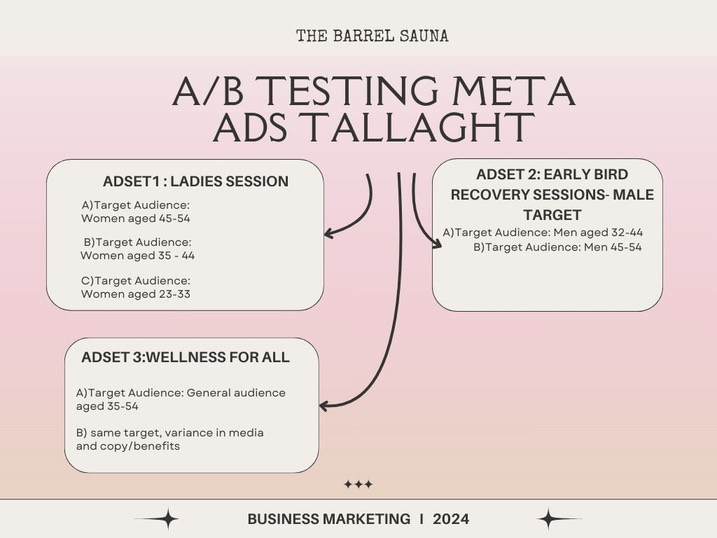 THE BARREL SAUNA
A/B TESTING META
ADS TALLAGHT
ADSET1 : LADIES SESSION
A)Target Audience:
Women aged 45-54
B)Target Audience:
Women aged 35 - 44
C)Target Audience:
Women aged 23-33
ADSET 2: EARLY BIRD
RECOVERY SESSIONS- MALE
TARGET
A)Target Audience: Men aged 32-44
B)Target Audience: Men 45-54
ADSET 3:WELLNESS FOR ALL
A)Target Audience: General audience
aged 35-54
B) same target, variance in media
and copy/benefits
BUSINESS MARKETING I 2024